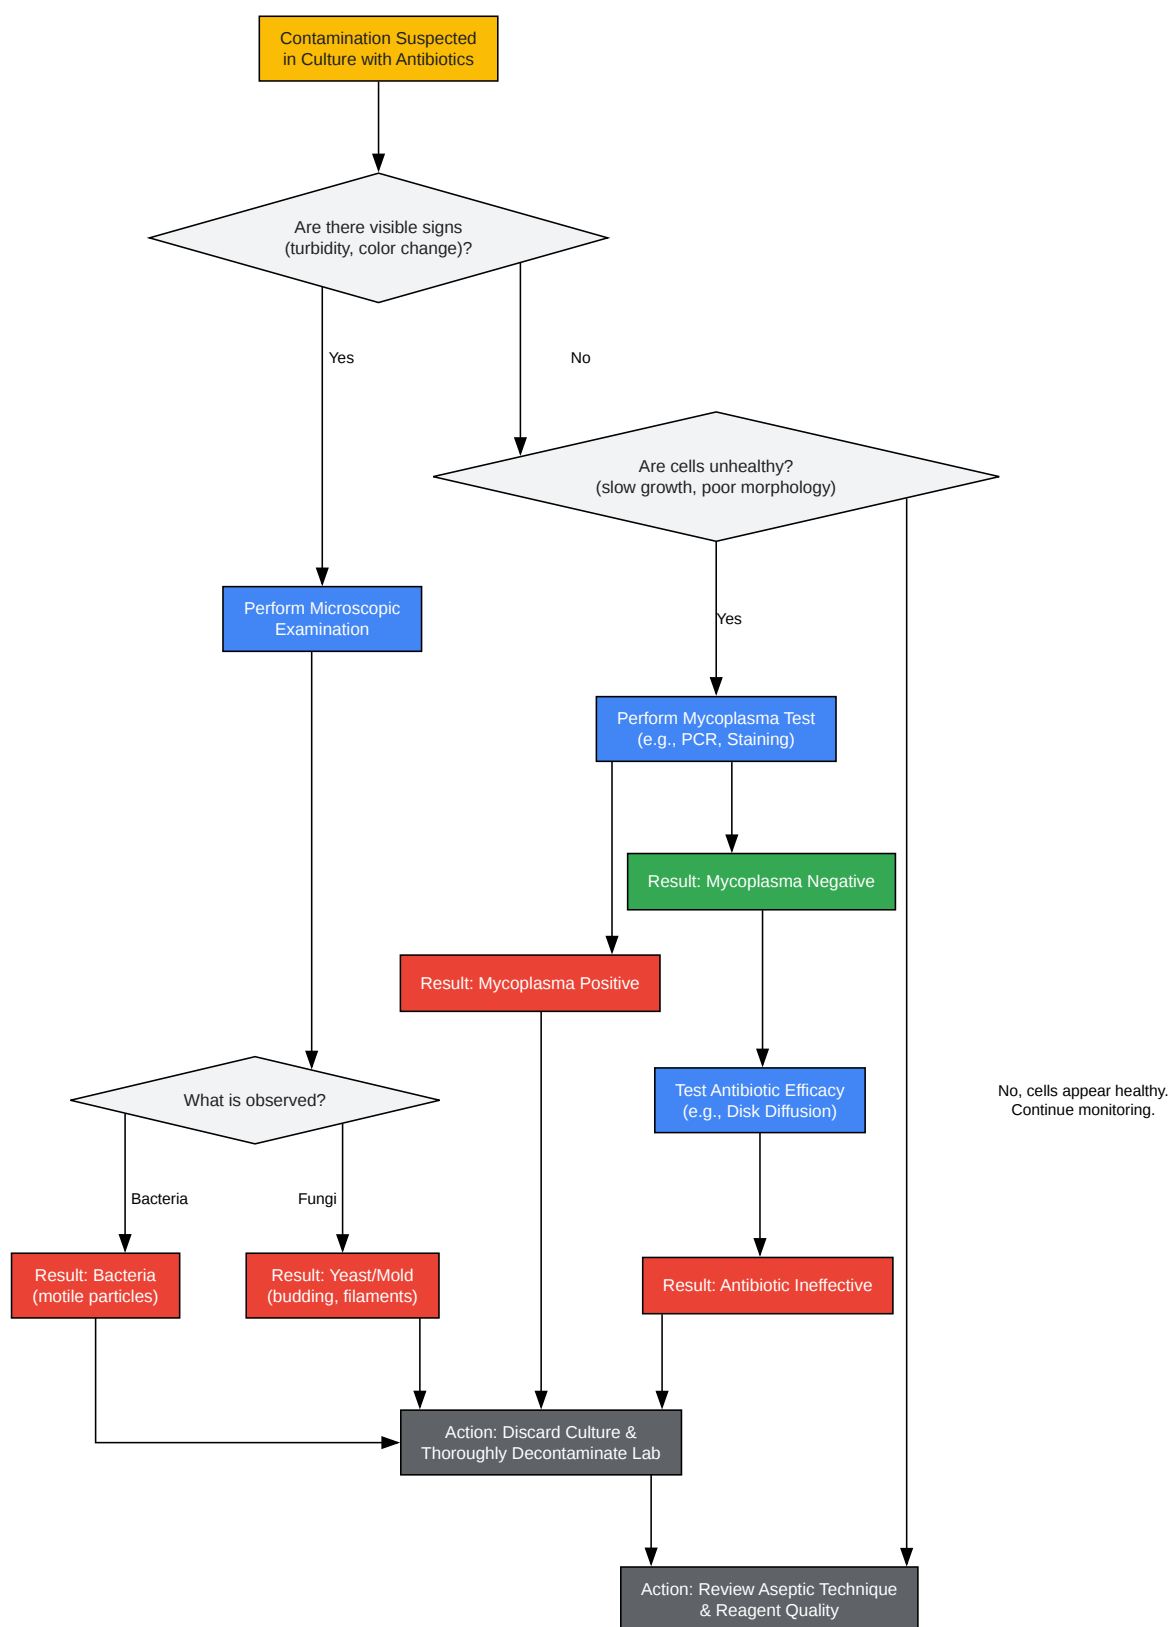 Contamination Suspected
in Culture with Antibiotics
Are there visible signs
(turbidity, color change)?
Yes
No
Are cells unhealthy?
(slow growth, poor morphology)
Perform Microscopic
Examination
Yes
Perform Mycoplasma Test
(e.g., PCR, Staining)
Result: Mycoplasma Negative
Result: Mycoplasma Positive
What is observed?
Test Antibiotic Efficacy
(e.g., Disk Diffusion)
No, cells appear healthy.
Continue monitoring.
Bacteria
Fungi
Result: Bacteria
(motile particles)
Result: Yeast/Mold
(budding, filaments)
Result: Antibiotic Ineffective
Action: Discard Culture &
Thoroughly Decontaminate Lab
Action: Review Aseptic Technique
& Reagent Quality